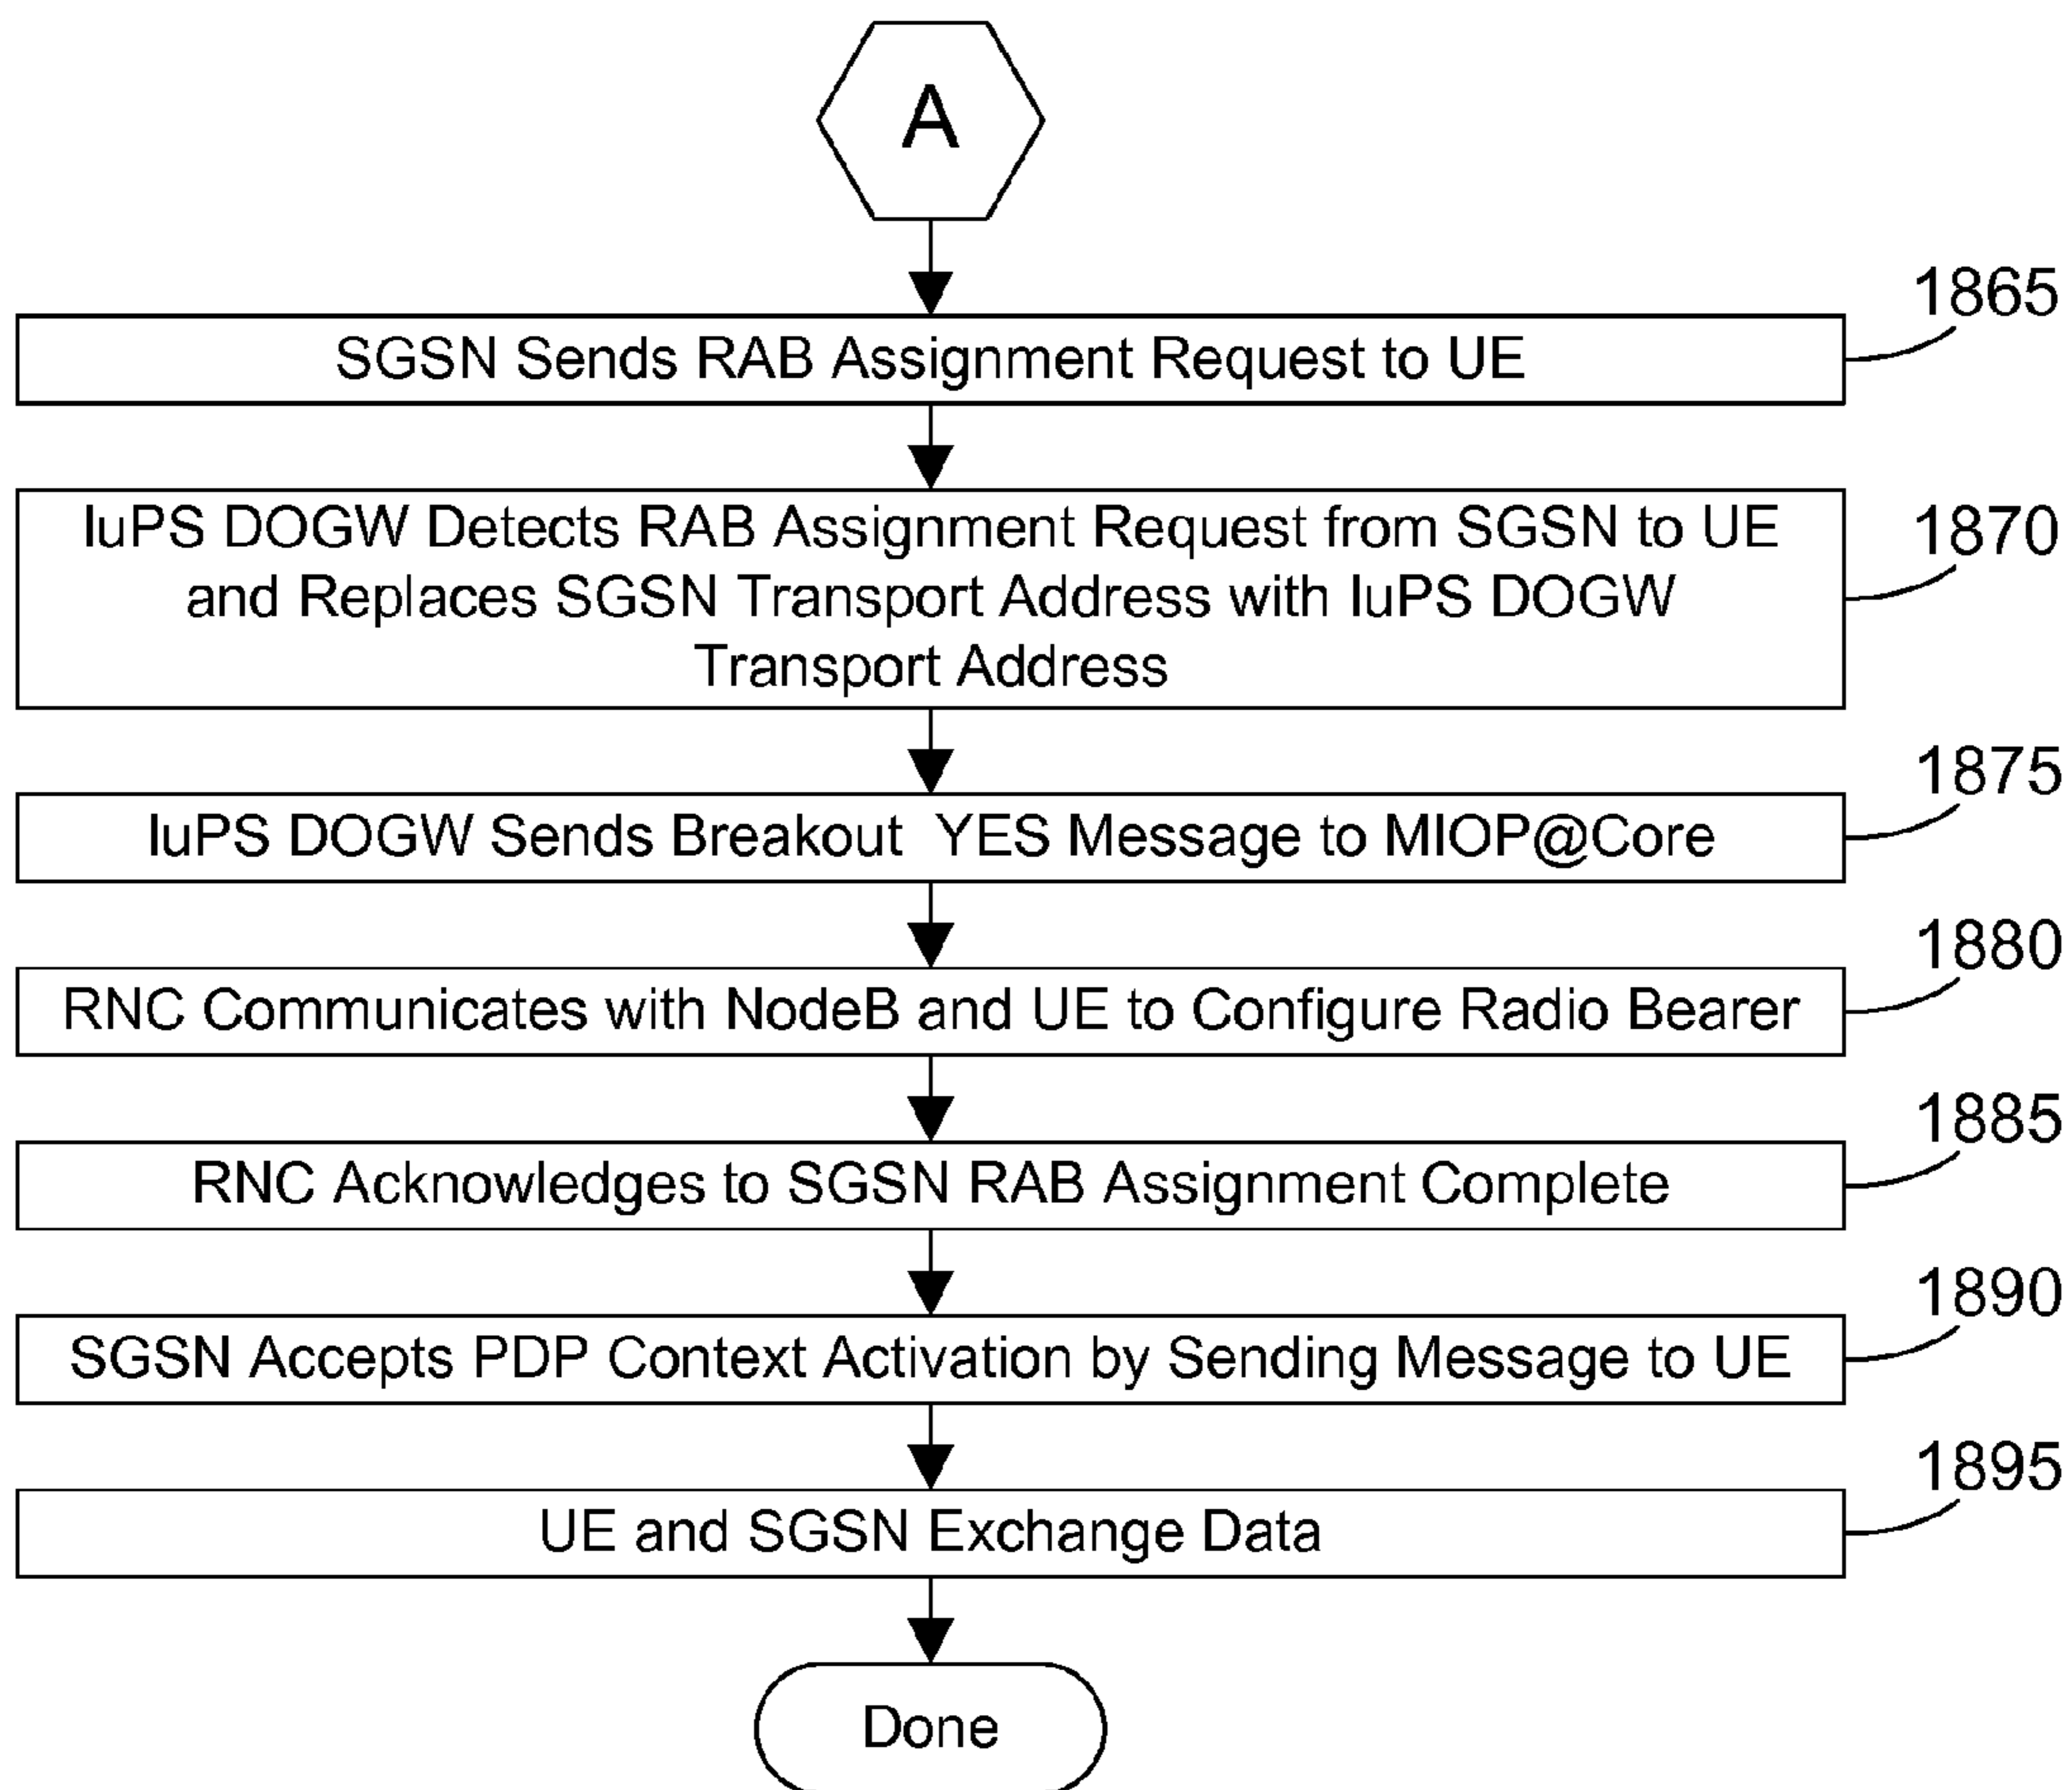 A
1865
SGSN Sends RAB Assignment Request to UE
1870
IuPS DOGW Detects RAB Assignment Request from SGSN to UE
and Replaces SGSN Transport Address with IuPS DOGW
Transport Address
1875
IuPS DOGW Sends Breakout YES Message to MIOP@Core
1880
RNC Communicates with NodeB and UE to Configure Radio Bearer
1885
RNC Acknowledges to SGSN RAB Assignment Complete
1890
SGSN Accepts PDP Context Activation by Sending Message to UE
1895
UE and SGSN Exchange Data
Done